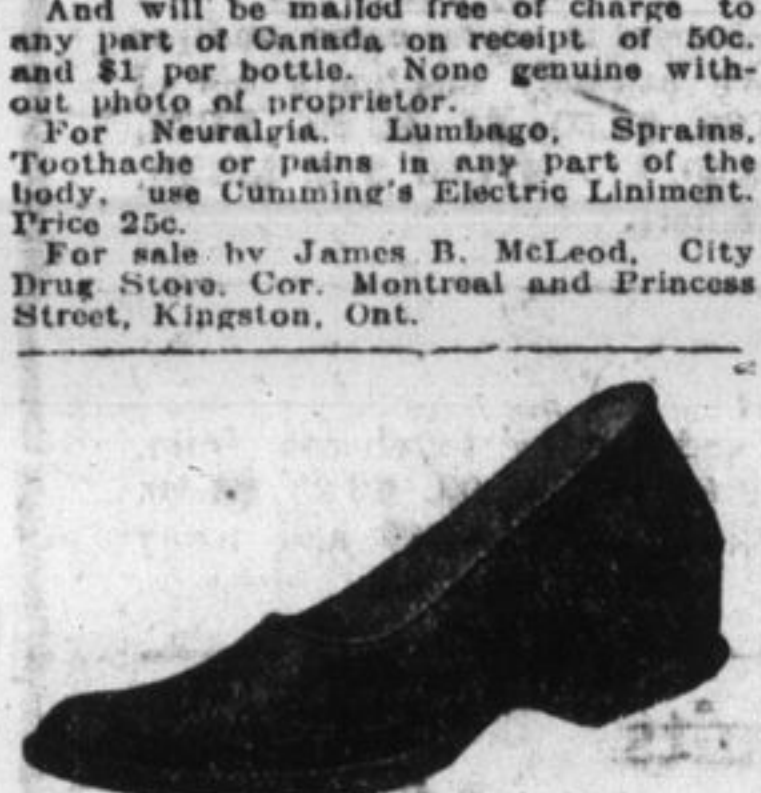 And will be mailed free of charge to
any part of Canada on receipt of 50c.
and $1 per bottle. None genuine with-
out photo of proprietor.
For Neuralgia, Lumbago, Sprains,
Toothache or pains in any part of the
body, use Cumming's Electric Liniment.
Price 25c.
For sale by James B. McLeod, City
Drug Store, Cor. Montreal and Princess
Street, Kingston, Ont.